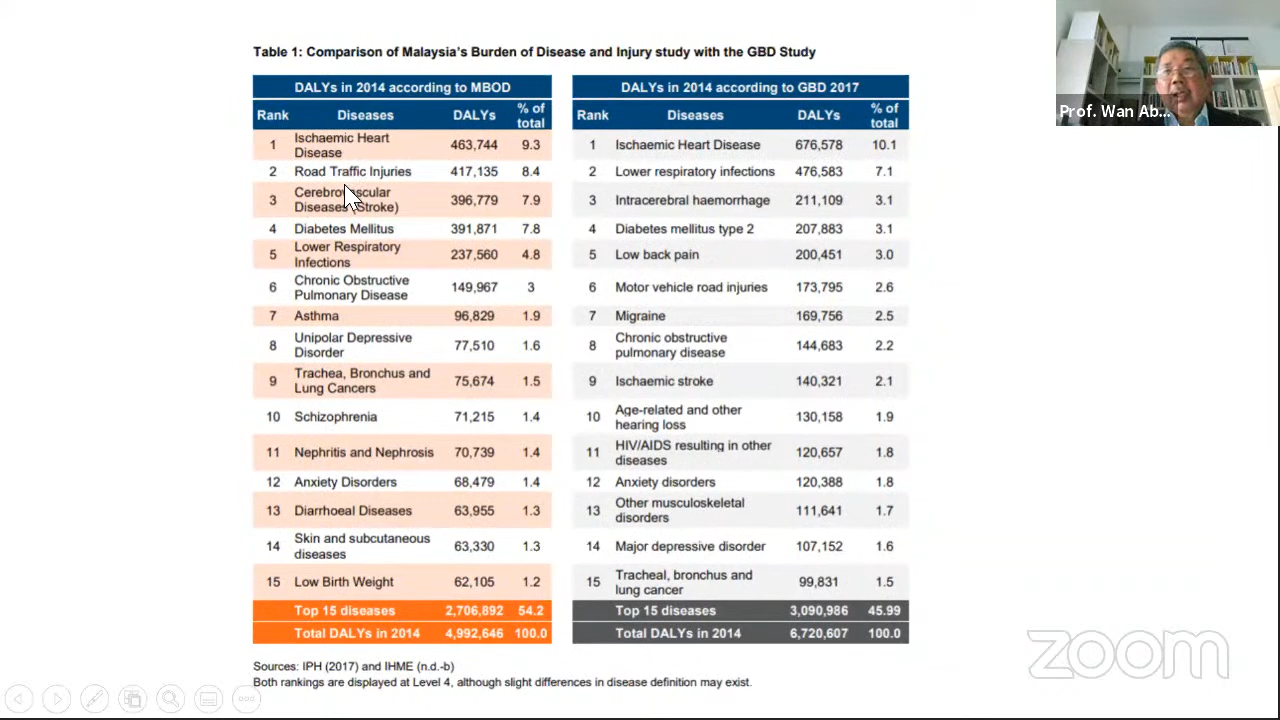 Table 1: Comparison of Malaysia's Burden of Disease and Injury study with the GBD Study
DALYs in 2014 according to MBOD
Rank Diseases DALYs % of total
1 Ischaemic Heart Disease 463,744 9.3
2 Road Traffic Injuries 417,135 8.4
3 Cerebrovascular Diseases (Stroke) 396,779 7.9
4 Diabetes Mellitus 391,871 7.8
5 Lower Respiratory Infections 237,560 4.8
6 Chronic Obstructive Pulmonary Disease 149,967 3
7 Asthma 96,829 1.9
8 Unipolar Depressive Disorder 77,510 1.6
9 Trachea, Bronchus and Lung Cancers 75,674 1.5
10 Schizophrenia 71,215 1.4
11 Nephritis and Nephrosis 70,739 1.4
12 Anxiety Disorders 68,479 1.4
13 Diarrhoeal Diseases 63,955 1.3
14 Skin and subcutaneous diseases 63,330 1.3
15 Low Birth Weight 62,105 1.2
Top 15 diseases 2,706,892 54.2
Total DALYs in 2014 4,992,646 100.0
DALYs in 2014 according to GBD 2017
Rank Diseases DALYs % of total
1 Ischaemic Heart Disease 676,578 10.1
2 Lower respiratory infections 476,583 7.1
3 Intracerebral haemorrhage 211,109 3.1
4 Diabetes mellitus type 2 207,883 3.1
5 Low back pain 200,451 3.0
6 Motor vehicle road injuries 173,795 2.6
7 Migraine 169,756 2.5
8 Chronic obstructive pulmonary disease 144,683 2.2
9 Ischaemic stroke 140,321 2.1
10 Age-related and other hearing loss 130,158 1.9
11 HIV/AIDS resulting in other diseases 120,657 1.8
12 Anxiety disorders 120,388 1.8
13 Other musculoskeletal disorders 111,641 1.7
14 Major depressive disorder 107,152 1.6
15 Tracheal, bronchus and lung cancer 99,831 1.5
Top 15 diseases 3,090,986 45.99
Total DALYs in 2014 6,720,607 100.0
Sources: IPH (2017) and IHME (n.d.-b)
Both rankings are displayed at Level 4, although slight differences in disease definition may exist.
Prof. Wan Ab...
zoom